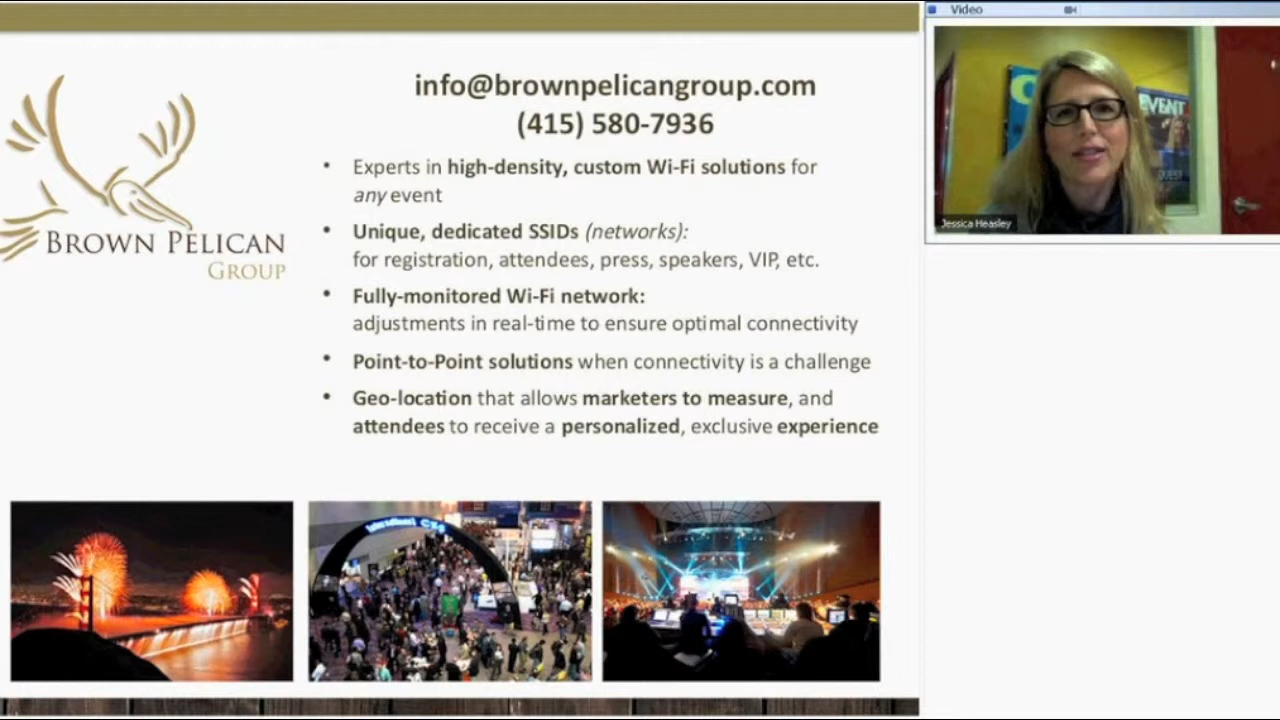 info@brownpelicangroup.com
(415) 580-7936
• Experts in high-density, custom Wi-Fi solutions for
any event
• Unique, dedicated SSIDs (networks):
for registration, attendees, press, speakers, VIP, etc.
• Fully-monitored Wi-Fi network:
adjustments in real-time to ensure optimal connectivity
• Point-to-Point solutions when connectivity is a challenge
• Geo-location that allows marketers to measure, and
attendees to receive a personalized, exclusive experience
BROWN PELICAN
GROUP
Video
EVENT
Jessica Heasley
International CES